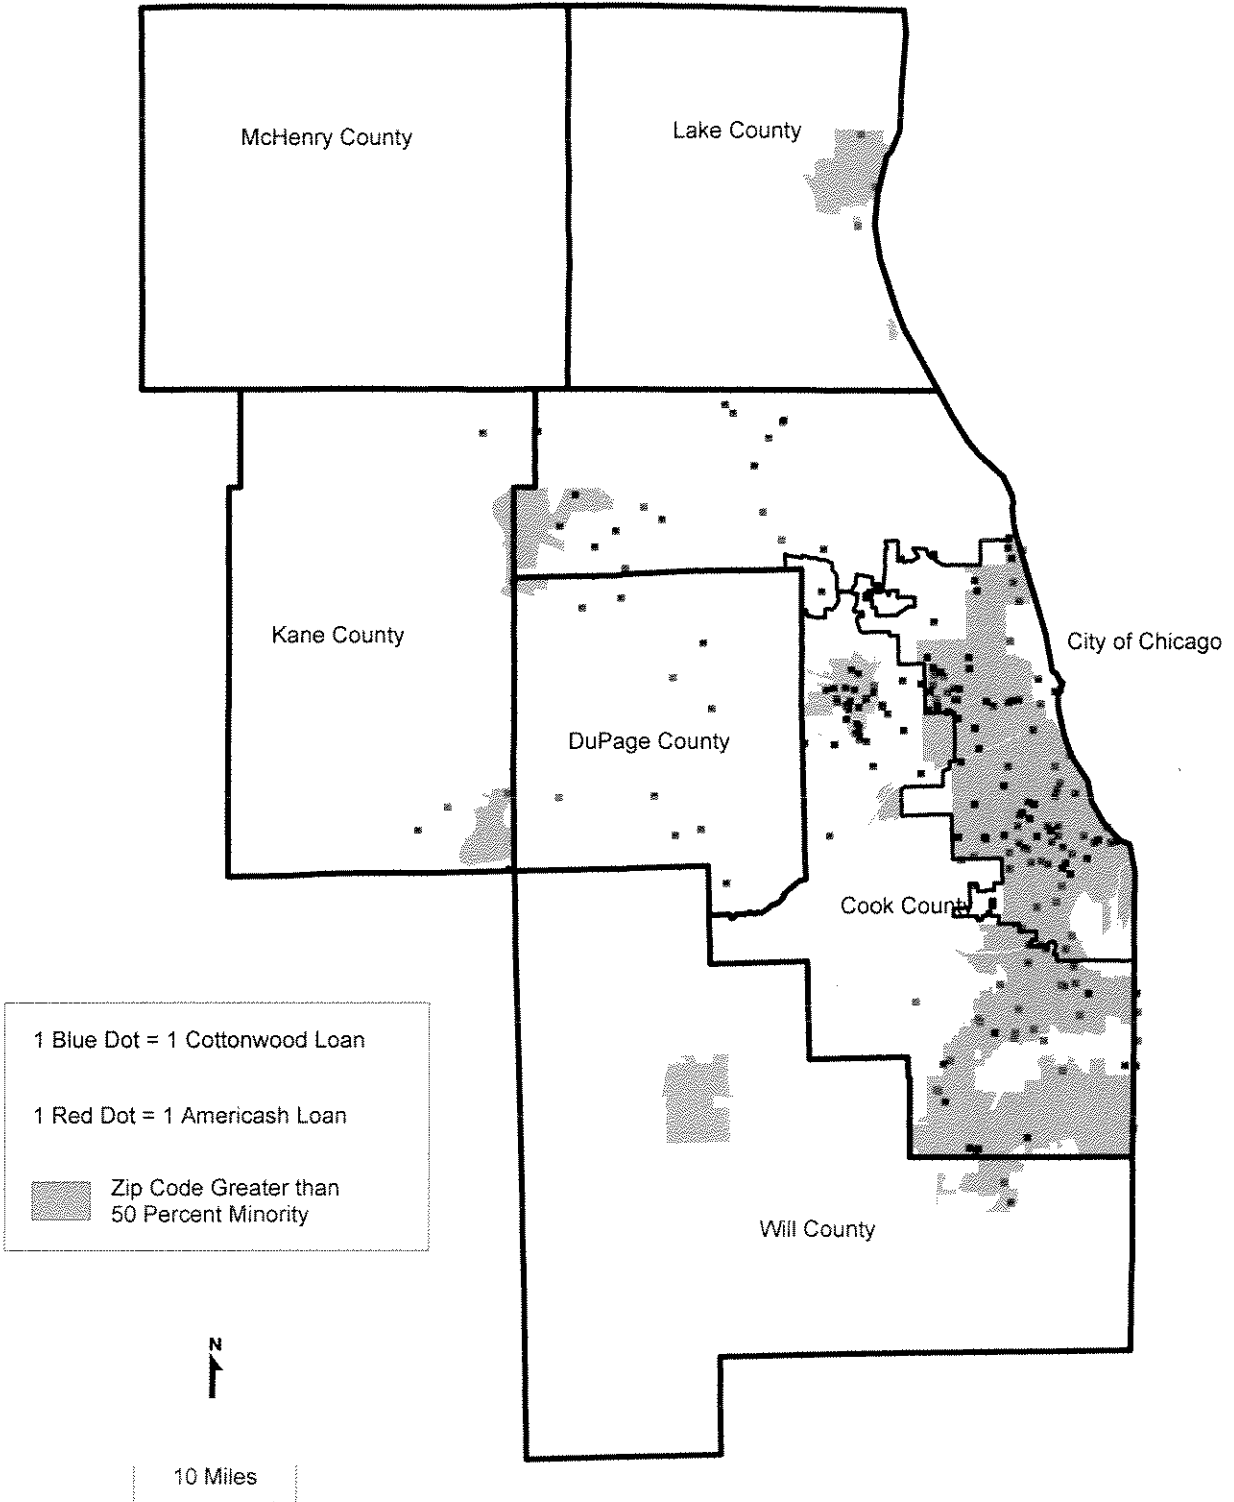 McHenry County
Lake County
Kane County
City of Chicago
DuPage County
Cook County
1 Blue Dot = 1 Cottonwood Loan
1 Red Dot = 1 Americash Loan
Zip Code Greater than
50 Percent Minority
Will County
N
10 Miles